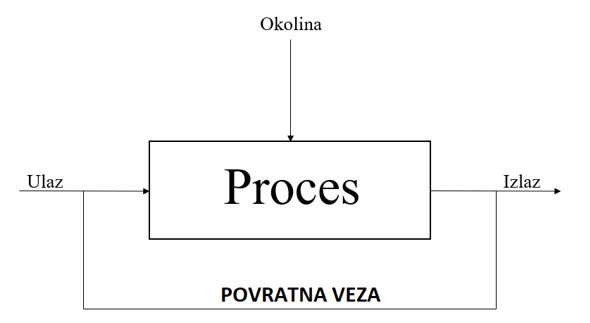 Okolina
Ulaz
Proces
Izlaz
POVRATNA VEZA